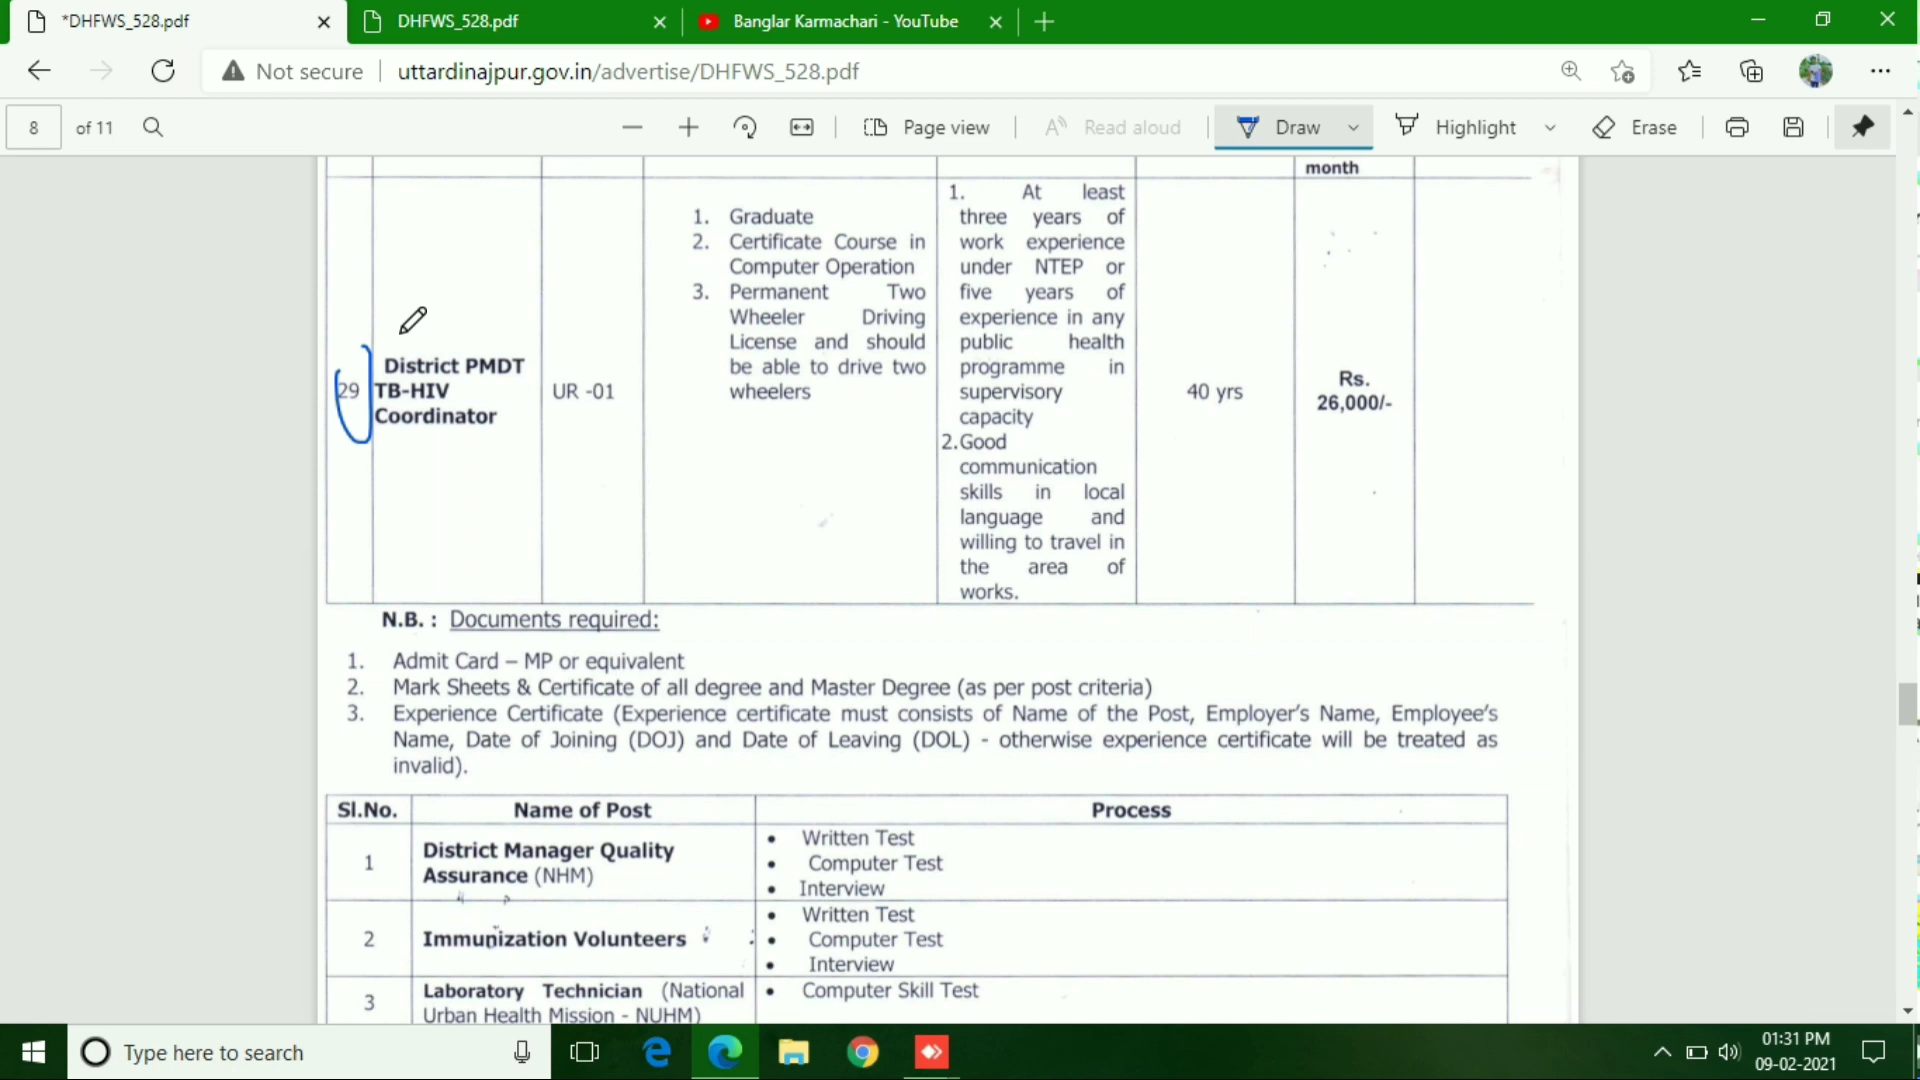 *DHFWS_528.pdf
DHFWS_528.pdf
Banglar Karmachari - YouTube
Not secure
uttardinajpur.gov.in/advertise/DHFWS_528.pdf
8 of 11
Page view
Read aloud
Draw
Highlight
Erase
month
29
District PMDT
TB-HIV
Coordinator
UR -01
1. Graduate
2. Certificate Course in
Computer Operation
3. Permanent Two
Wheeler Driving
License and should
be able to drive two
wheelers
1. At least
three years of
work experience
under NTEP or
five years of
experience in any
public health
programme in
supervisory
capacity
2.Good
communication
skills in local
language and
willing to travel in
the area of
works.
40 yrs
Rs.
26,000/-
N.B. : Documents required:
1. Admit Card – MP or equivalent
2. Mark Sheets & Certificate of all degree and Master Degree (as per post criteria)
3. Experience Certificate (Experience certificate must consists of Name of the Post, Employer's Name, Employee's
Name, Date of Joining (DOJ) and Date of Leaving (DOL) - otherwise experience certificate will be treated as
invalid).
Sl.No. Name of Post Process
1
District Manager Quality
Assurance (NHM)
• Written Test
• Computer Test
• Interview
2
Immunization Volunteers
• Written Test
• Computer Test
• Interview
3
Laboratory Technician (National
Urban Health Mission - NUHM)
• Computer Skill Test
Type here to search
01:31 PM
09-02-2021